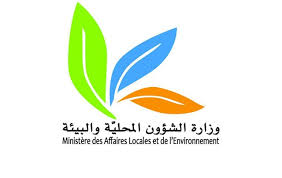 وزارة الشؤون المحليّة والبيئة
Ministère des Affaires Locales et de l'Environnement